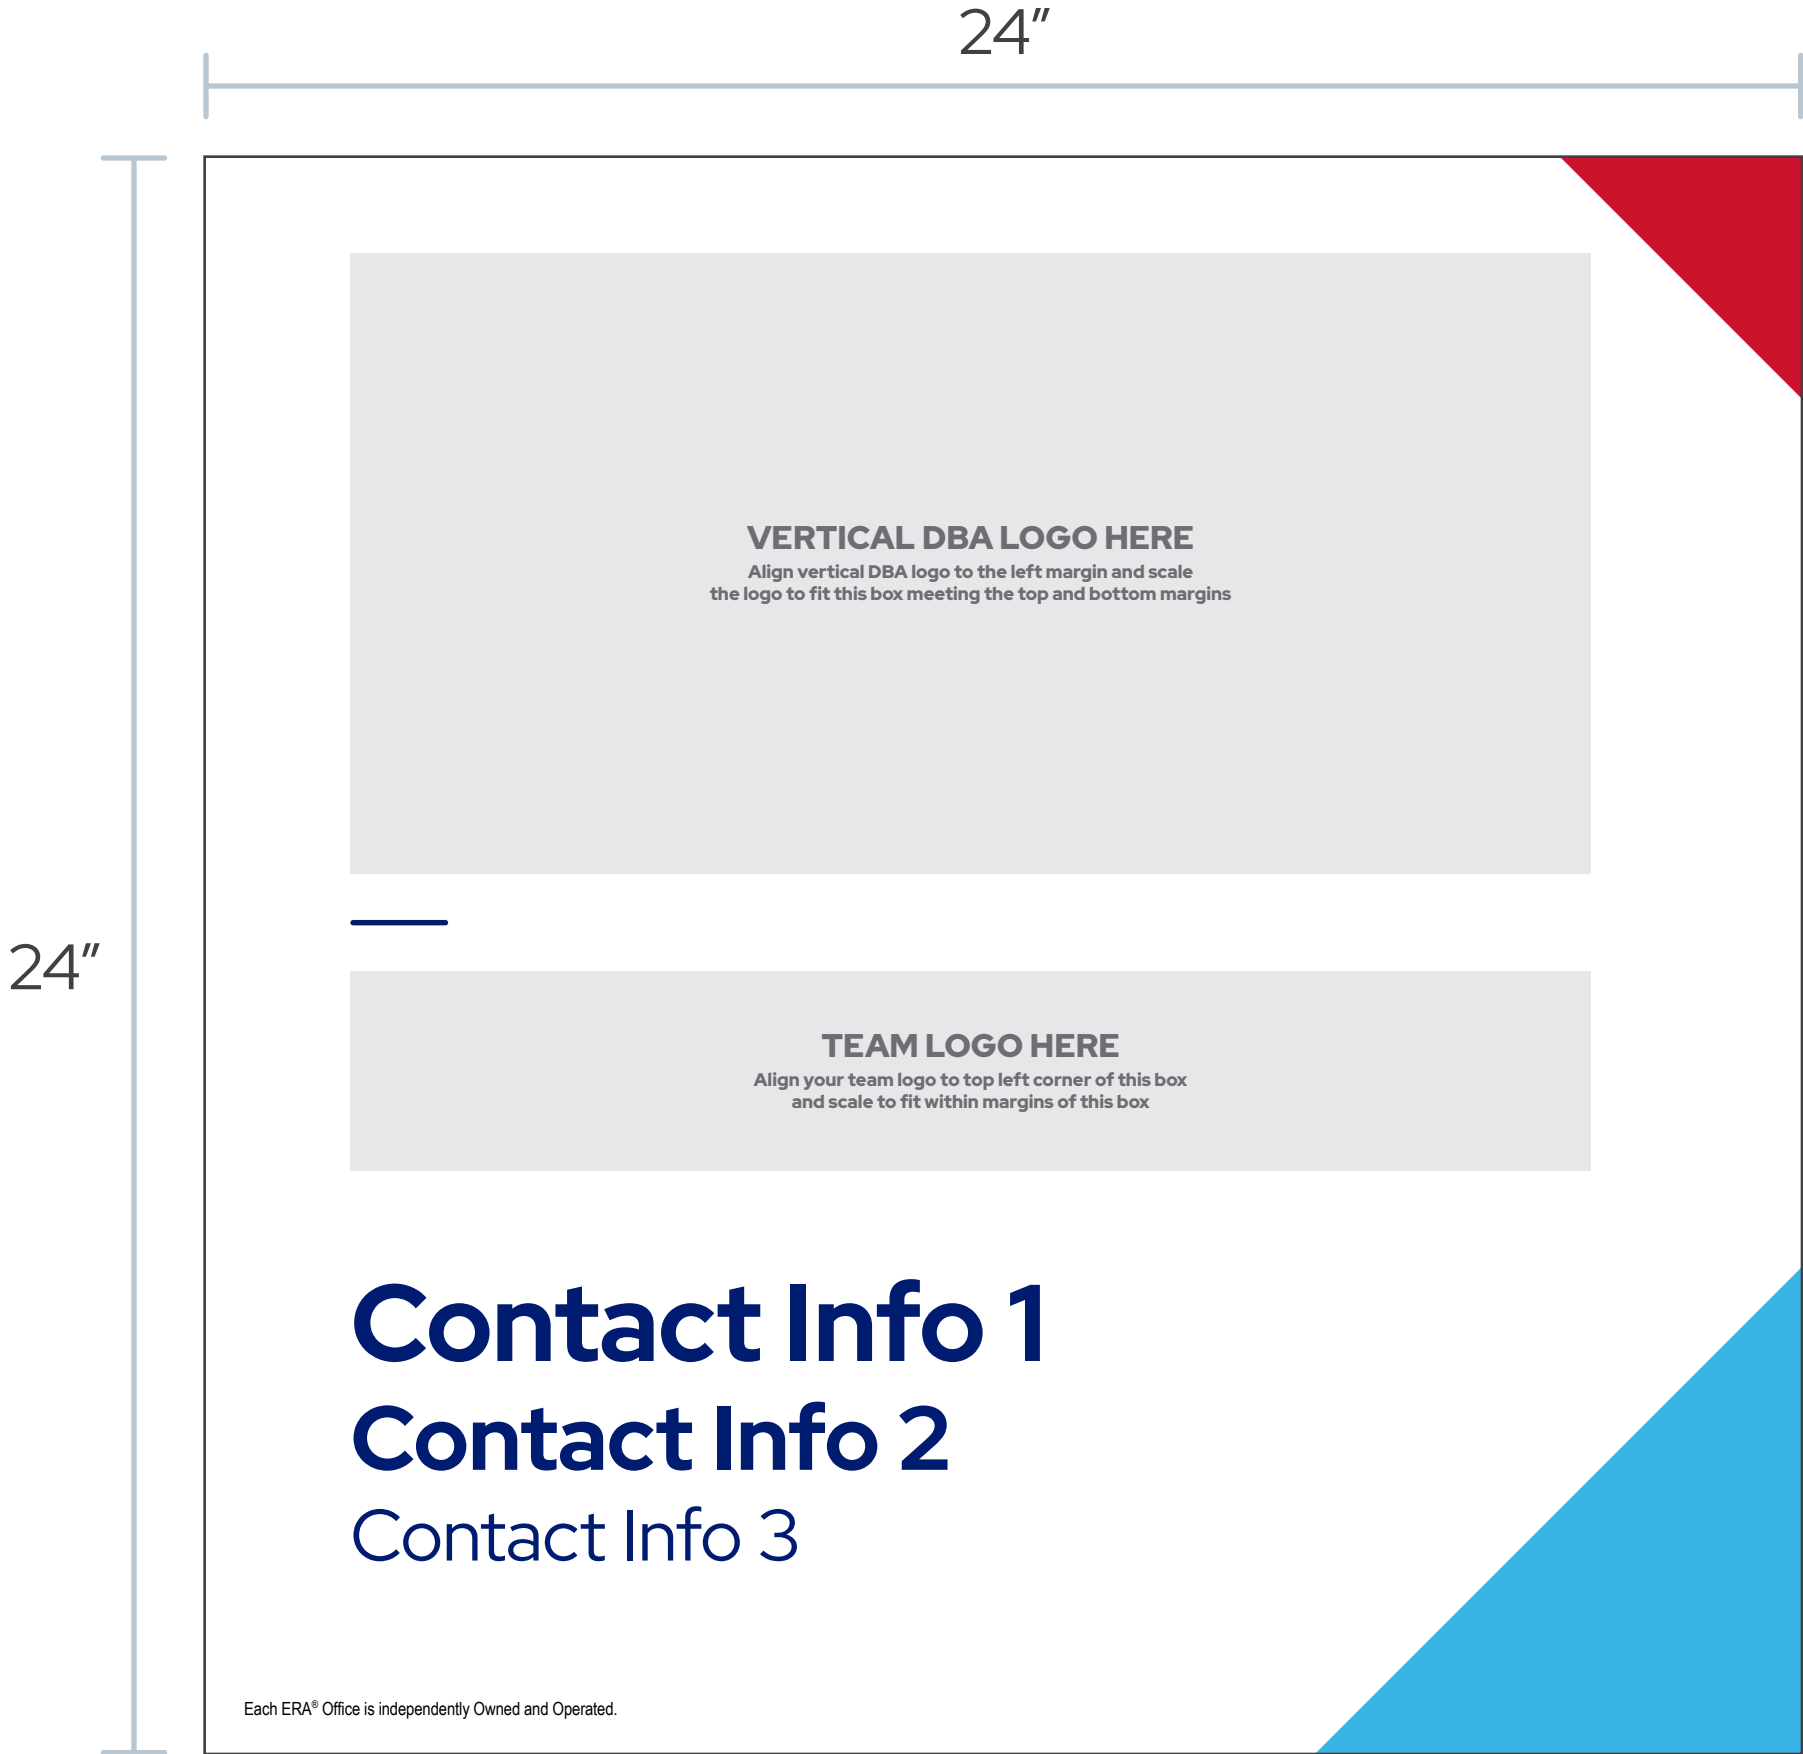 24″
VERTICAL DBA LOGO HERE
Align vertical DBA logo to the left margin and scale
the logo to fit this box meeting the top and bottom margins
24″
TEAM LOGO HERE
Align your team logo to top left corner of this box
and scale to fit within margins of this box
Contact Info 1
Contact Info 2
Contact Info 3
Each ERA® Office is independently Owned and Operated.